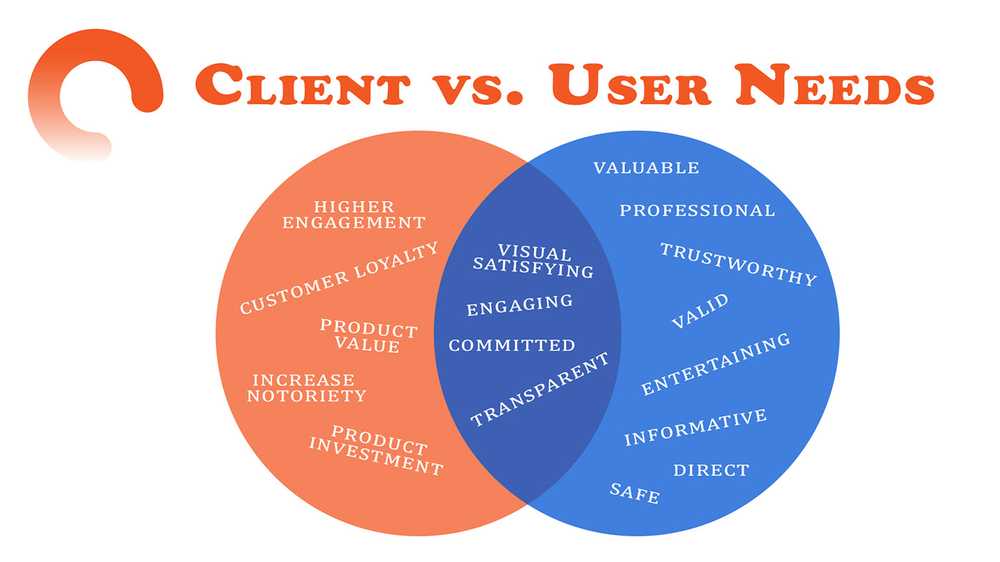 CLIENT VS. USER NEEDS
HIGHER
ENGAGEMENT
CUSTOMER LOYALTY
PRODUCT
VALUE
INCREASE
NOTORIETY
PRODUCT
INVESTMENT
VISUAL
SATISFYING
ENGAGING
COMMITTED
TRANSPARENT
VALUABLE
PROFESSIONAL
TRUSTWORTHY
VALID
ENTERTAINING
INFORMATIVE
DIRECT
SAFE